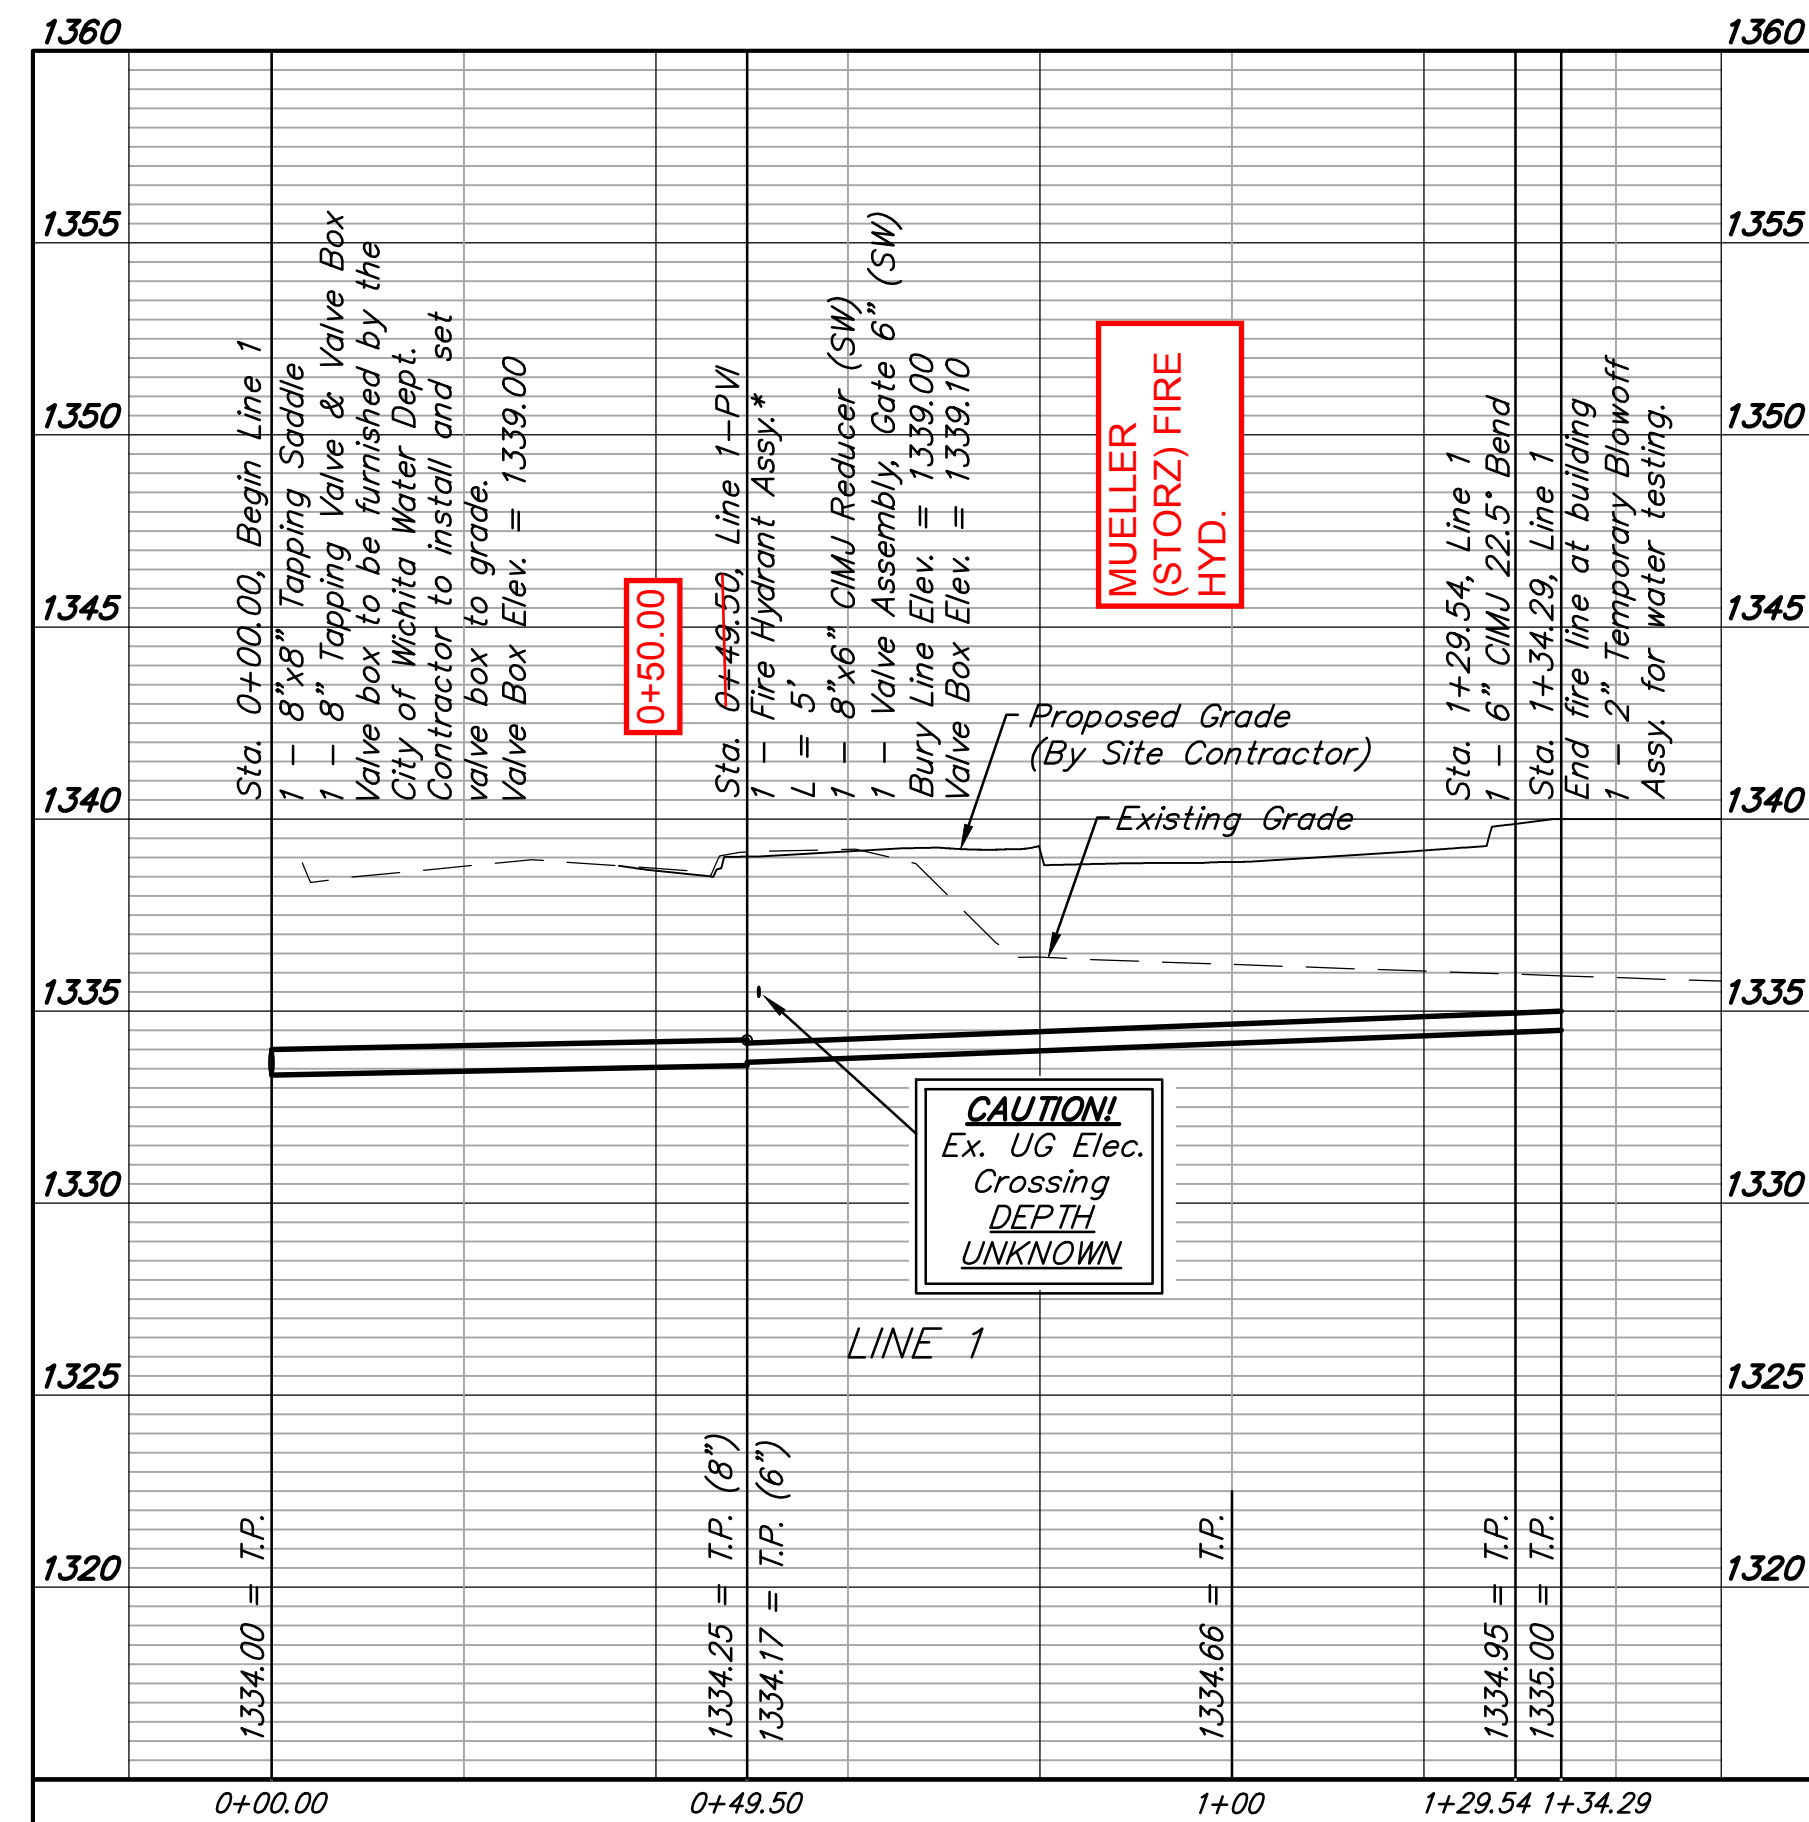 1360
1360
1355
1355
1350
1350
1345
1345
1340
1340
1335
1335
1330
1330
1325
1325
1320
1320
Sta. 0+00.00, Begin Line 1
1 - 8"x8" Tapping Saddle
1 - 8" Tapping Valve & Valve Box
Valve box to be furnished by the
City of Wichita Water Dept.
Contractor to install and set
valve box to grade.
Valve Box Elev. = 1339.00
0+50.00
Sta. 0+49.50, Line 1-PVI
1 - Fire Hydrant Assy.*
L = 5'
1 - 8"x6" CIMJ Reducer (SW)
1 - Valve Assembly, Gate 6" (SW)
Bury Line Elev. = 1339.00
Valve Box Elev. = 1339.10
MUELLER
(STORZ) FIRE
HYD.
Sta. 1+29.54, Line 1
1 - 6" CIMJ 22.5° Bend
Sta. 1+34.29, Line 1
End fire line at building
1 - 2" Temporary Blowoff
Assy. for water testing.
Proposed Grade
(By Site Contractor)
Existing Grade
CAUTION!
Ex. UG Elec.
Crossing
DEPTH
UNKNOWN
LINE 1
1334.00 = T.P.
1334.25 = T.P. (8")
1334.17 = T.P. (6")
1334.66 = T.P.
1334.95 = T.P.
1335.00 = T.P.
0+00.00
0+49.50
1+00
1+29.54
1+34.29